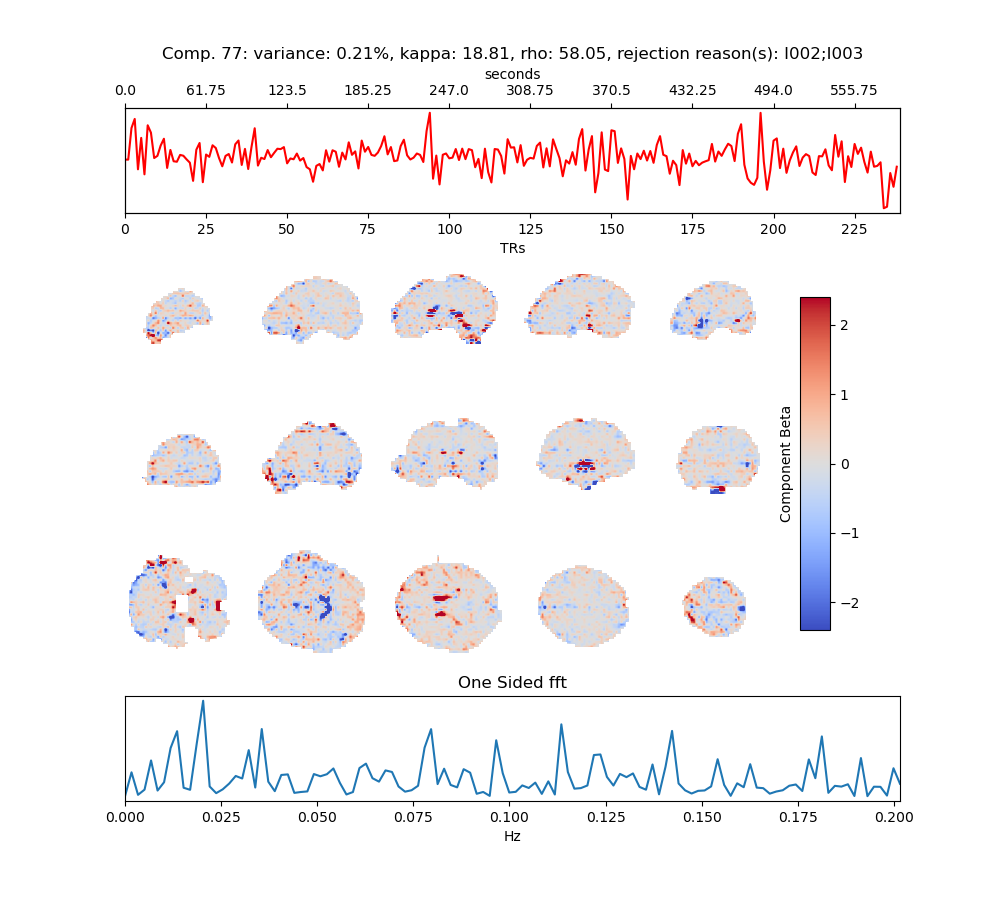 Comp. 77: variance: 0.21%, kappa: 18.81, rho: 58.05, rejection reason(s): I002;I003
seconds
0.0 61.75 123.5 185.25 247.0 308.75 370.5 432.25 494.0 555.75
0 25 50 75 100 125 150 175 200 225
TRs
2
1
0
−1
−2
Component Beta
One Sided fft
0.000 0.025 0.050 0.075 0.100 0.125 0.150 0.175 0.200
Hz